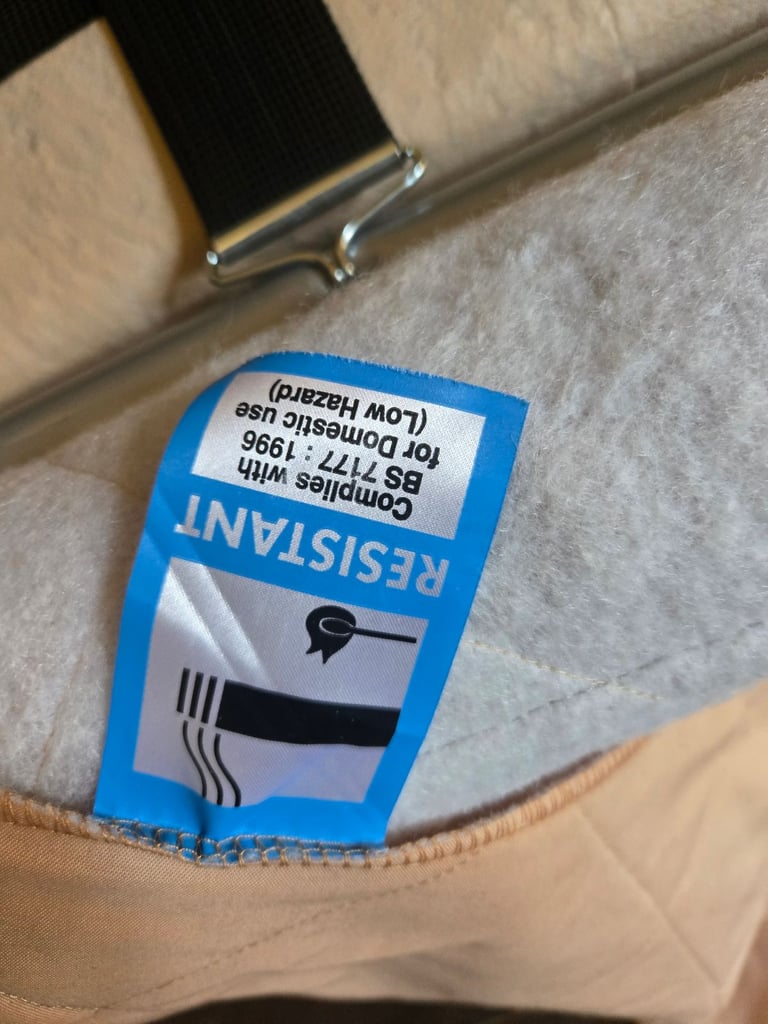 RESISTANT
Complies with
BS 7177 : 1996
for Domestic use
(Low Hazard)